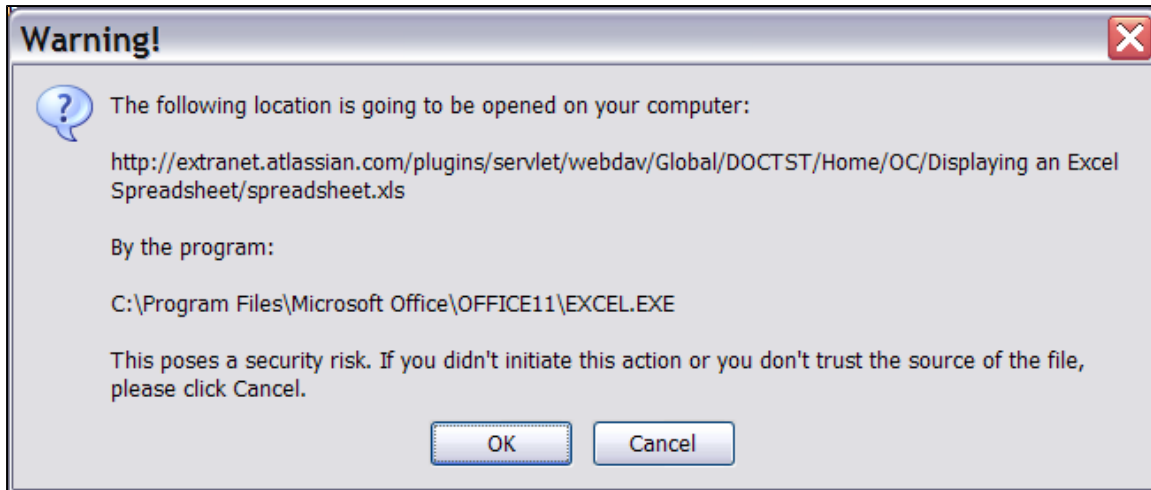 Warning!
The following location is going to be opened on your computer:
http://extranet.atlassian.com/plugins/servlet/webdav/Global/DOCTST/Home/OC/Displaying an Excel
Spreadsheet/spreadsheet.xls
By the program:
C:\Program Files\Microsoft Office\OFFICE11\EXCEL.EXE
This poses a security risk. If you didn't initiate this action or you don't trust the source of the file,
please click Cancel.
OK Cancel